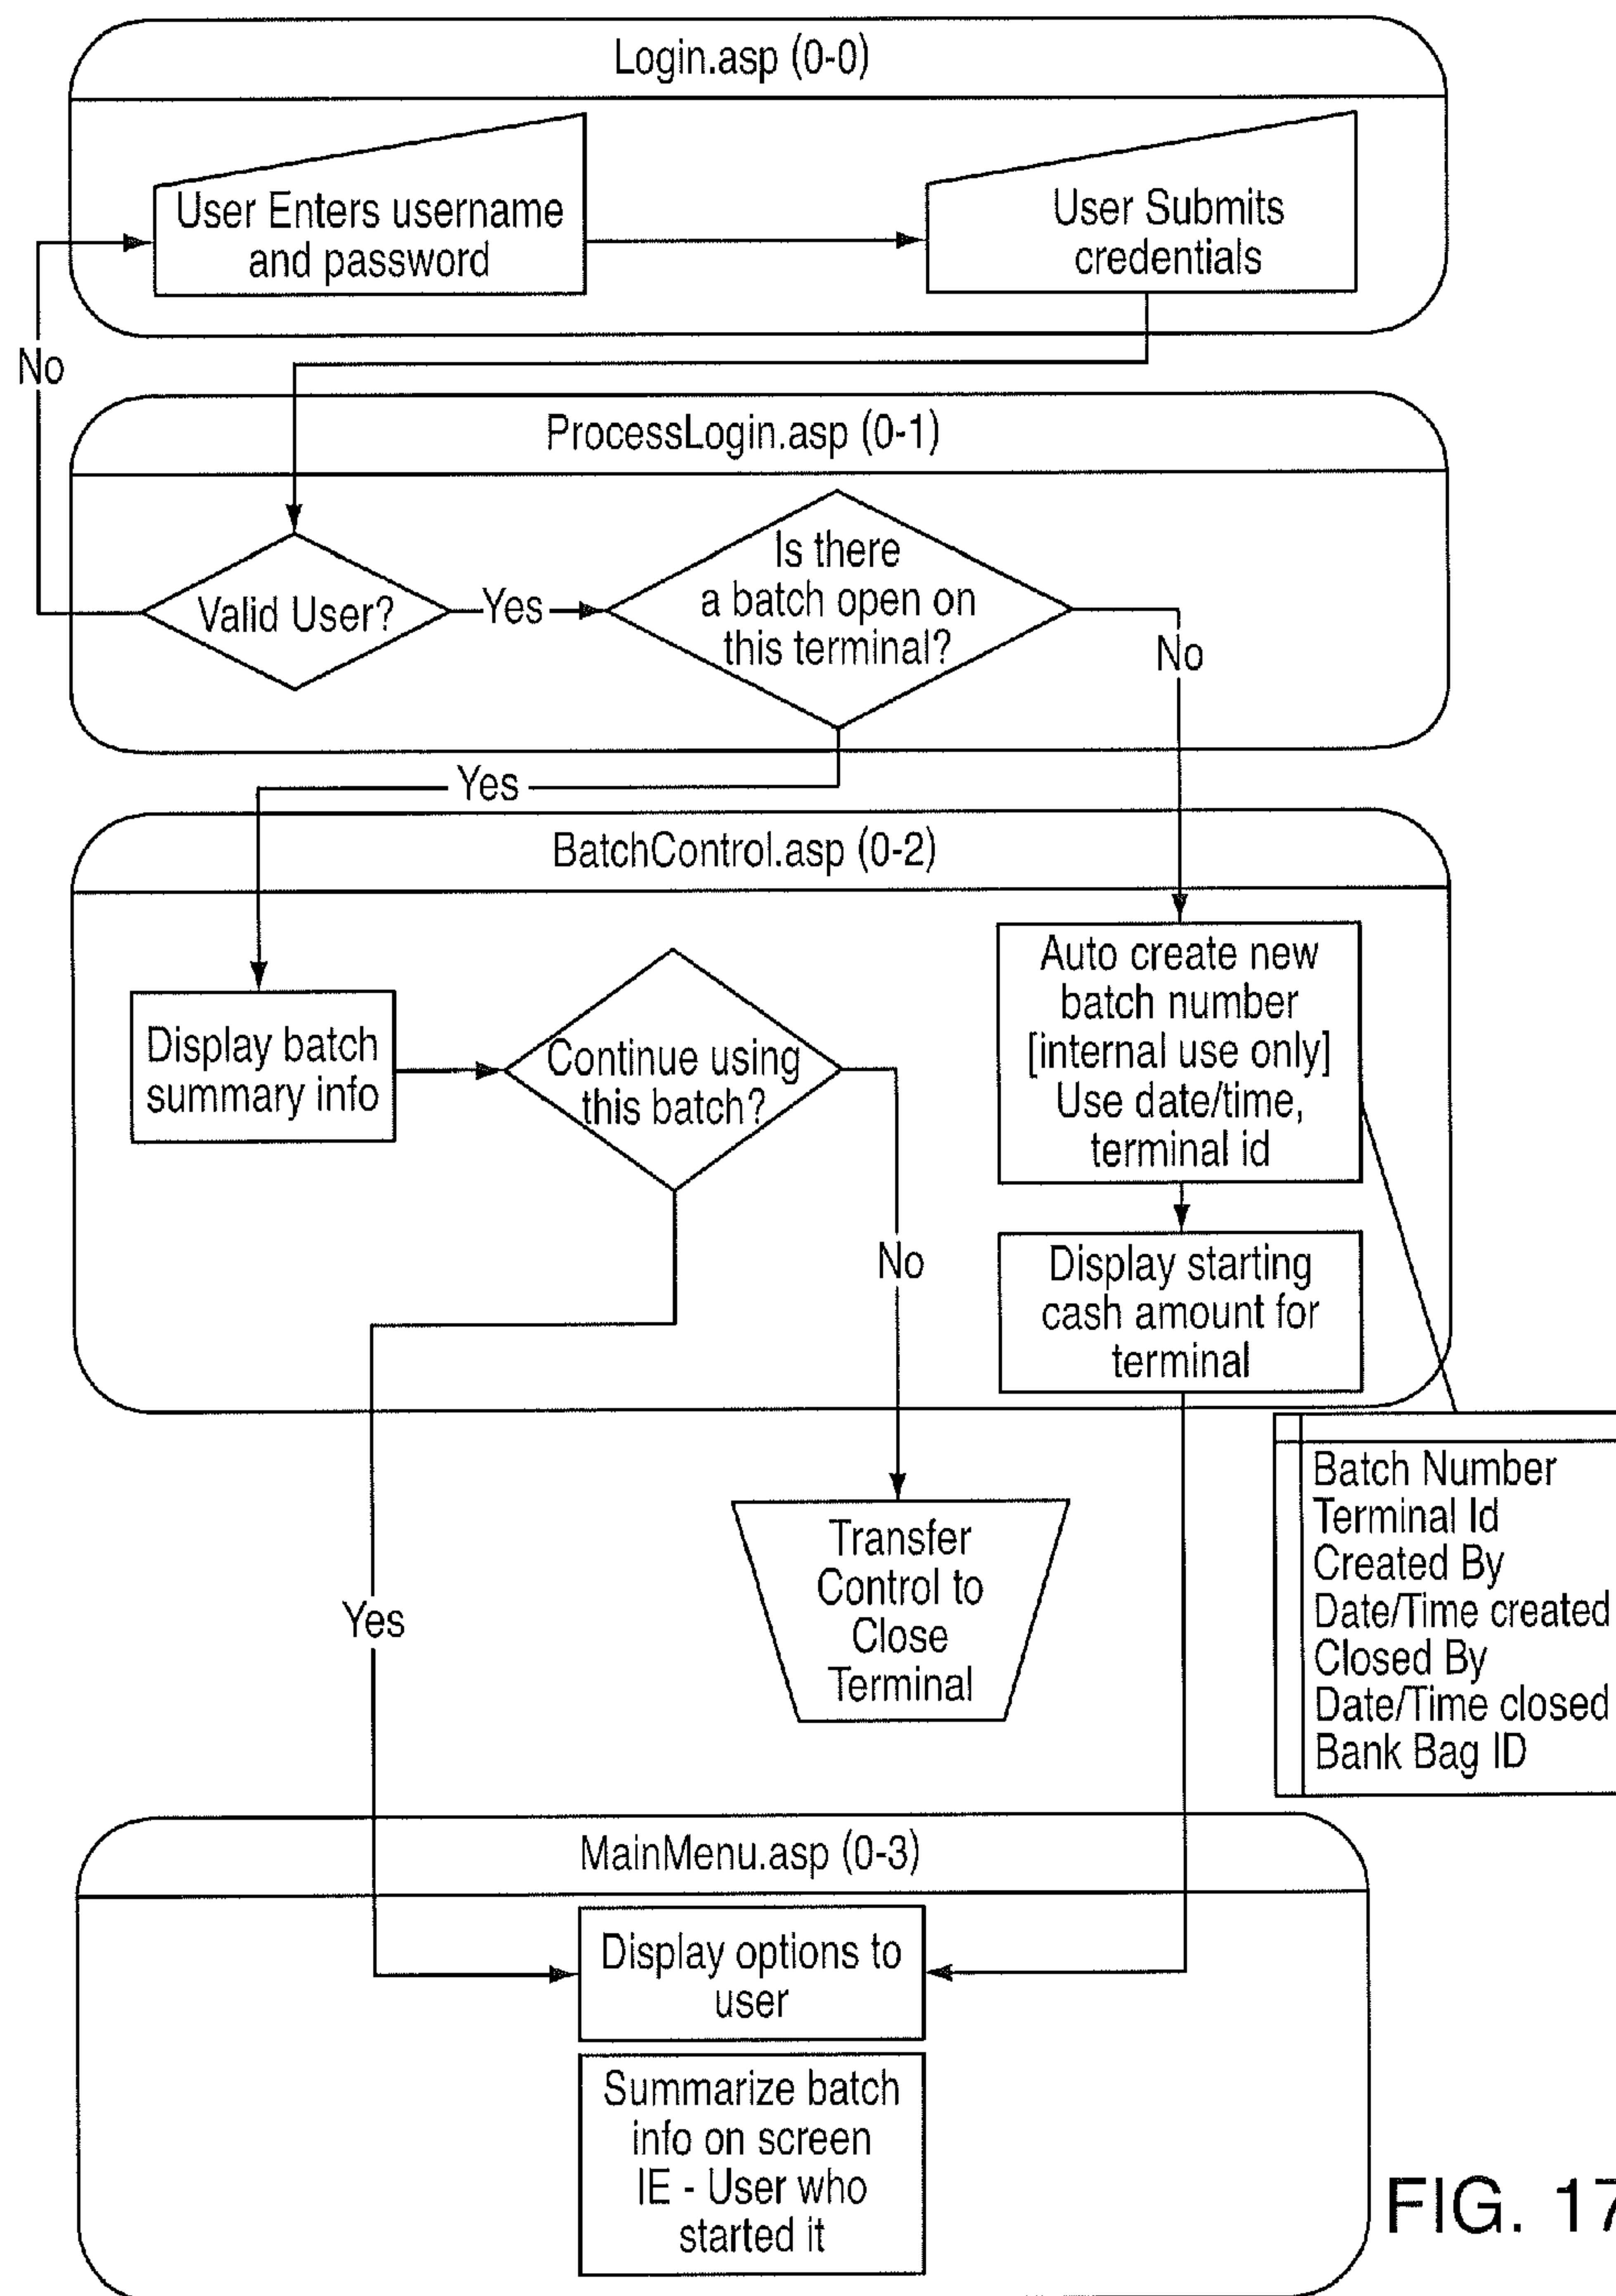 Login.asp (0-0)
User Enters username
and password
User Submits
credentials
No
ProcessLogin.asp (0-1)
Valid User?
Yes
Is there
a batch open on
this terminal?
No
Yes
BatchControl.asp (0-2)
Display batch
summary info
Continue using
this batch?
Auto create new
batch number
[internal use only]
Use date/time,
terminal id
No
Display starting
cash amount for
terminal
Batch Number
Terminal Id
Created By
Date/Time created
Closed By
Date/Time closed
Bank Bag ID
Transfer
Control to
Close
Terminal
Yes
MainMenu.asp (0-3)
Display options to
user
Summarize batch
info on screen
IE - User who
started it
FIG. 17